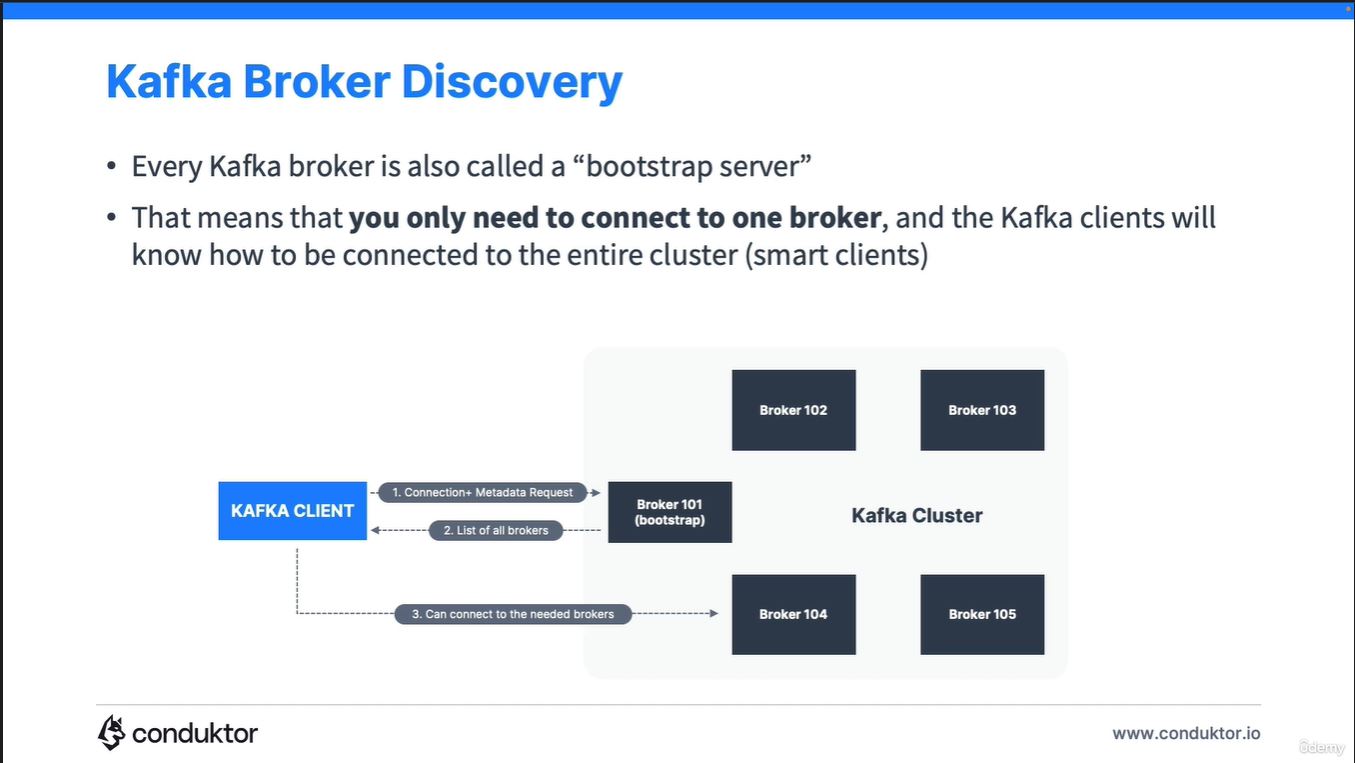 Kafka Broker Discovery
• Every Kafka broker is also called a “bootstrap server”
• That means that you only need to connect to one broker, and the Kafka clients will
know how to be connected to the entire cluster (smart clients)
Broker 102
Broker 103
KAFKA CLIENT
1. Connection+ Metadata Request
2. List of all brokers
Broker 101
(bootstrap)
Kafka Cluster
3. Can connect to the needed brokers
Broker 104
Broker 105
conduktor
www.conduktor.io
ûdemy